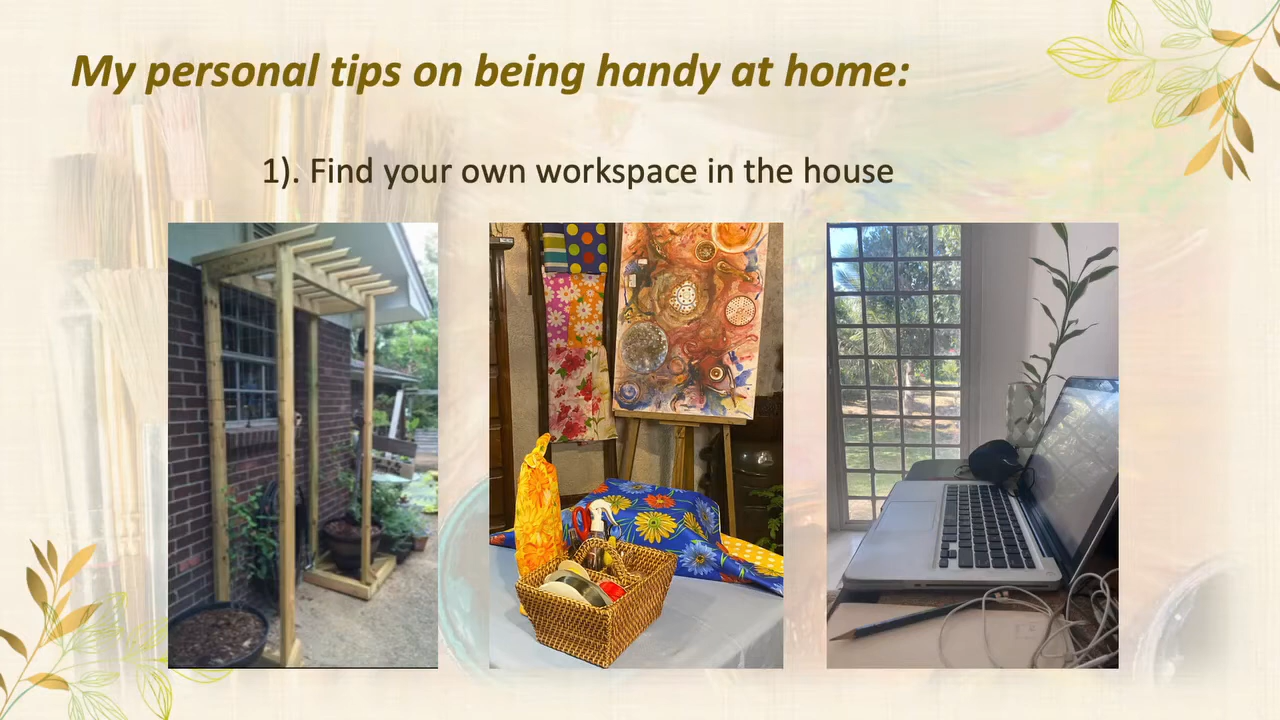 My personal tips on being handy at home:
1). Find your own workspace in the house